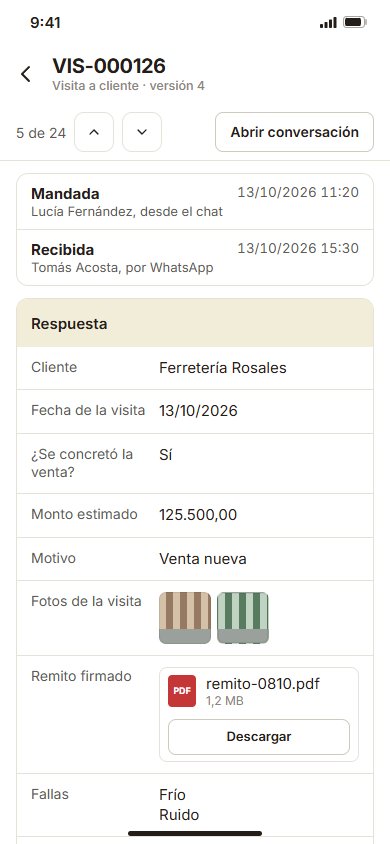 9:41
VIS-000126
Visita a cliente · versión 4
5 de 24
Abrir conversación
Mandada
13/10/2026 11:20
Lucía Fernández, desde el chat
Recibida
13/10/2026 15:30
Tomás Acosta, por WhatsApp
Respuesta
Cliente
Ferretería Rosales
Fecha de la visita
13/10/2026
¿Se concretó la
venta?
Sí
Monto estimado
125.500,00
Motivo
Venta nueva
Fotos de la visita
Remito firmado
PDF
remito-0810.pdf
1,2 MB
Descargar
Fallas
Frío
Ruido